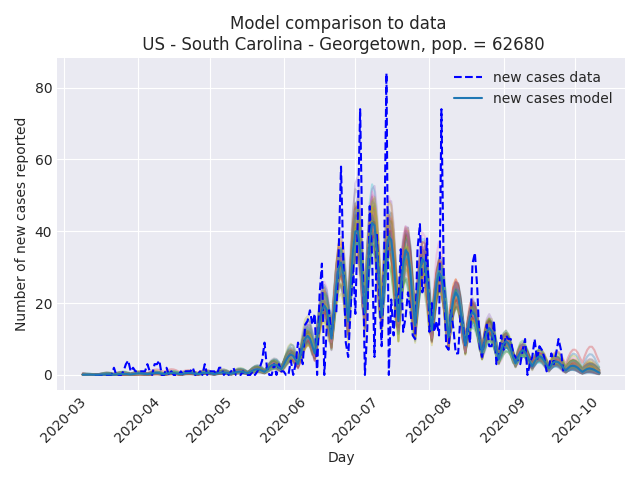 Model comparison to data
US - South Carolina - Georgetown, pop. = 62680
new cases data
new cases model
Number of new cases reported
80
60
40
20
0
2020-03
2020-04
2020-05
2020-06
2020-07
2020-08
2020-09
2020-10
Day